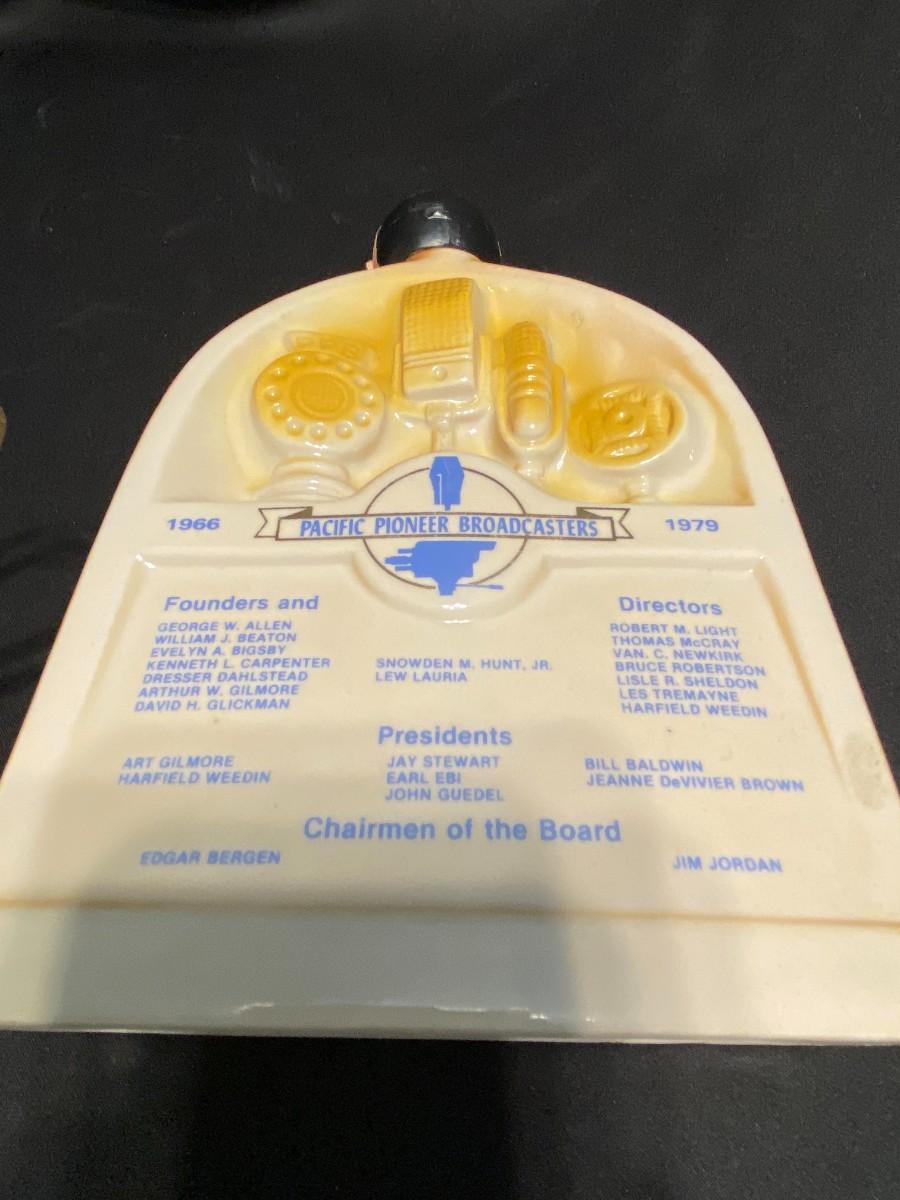 1966
PACIFIC PIONEER BROADCASTERS
1979
Founders and
GEORGE W. ALLEN
WILLIAM J. BEATON
EVELYN A. BIGSBY
KENNETH L. CARPENTER
DRESSER DAHLSTEAD
ARTHUR W. GILMORE
DAVID H. GLICKMAN
SNOWDEN M. HUNT, JR.
LEW LAURIA
Directors
ROBERT M. LIGHT
THOMAS McCRAY
VAN. C. NEWKIRK
BRUCE ROBERTSON
LISLE R. SHELDON
LES TREMAYNE
HARFIELD WEEDIN
Presidents
ART GILMORE
HARFIELD WEEDIN
JAY STEWART
EARL EBI
JOHN GUEDEL
BILL BALDWIN
JEANNE DeVIVIER BROWN
Chairmen of the Board
EDGAR BERGEN
JIM JORDAN